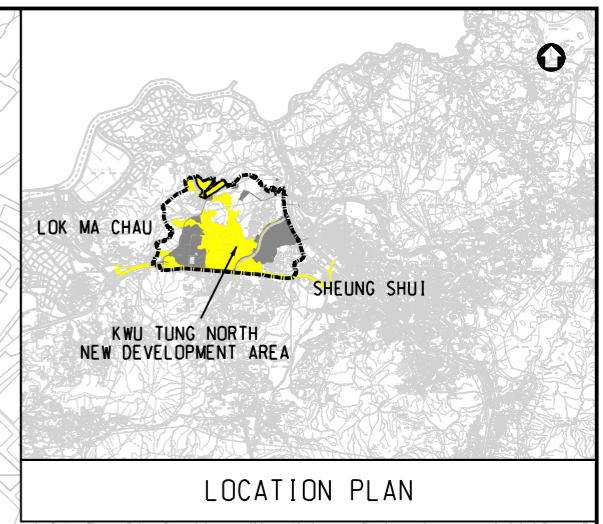 LOK MA CHAU
SHEUNG SHUI
KWU TUNG NORTH
NEW DEVELOPMENT AREA
LOCATION PLAN